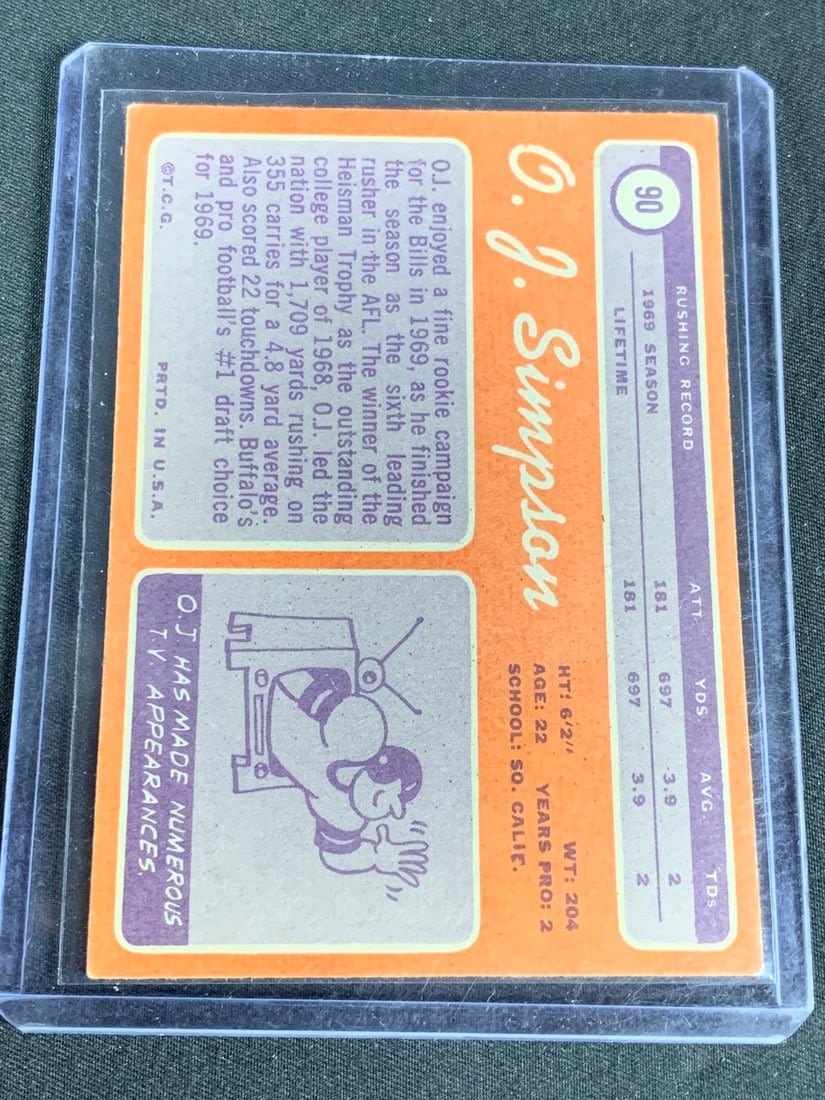 90
RUSHING RECORD ATT. YDS. AVG. TDs
1969 SEASON 181 697 3.9 2
LIFETIME 181 697 3.9 2
O. J. Simpson
HT: 6'2" WT: 204
AGE: 22 YEARS PRO: 2
SCHOOL: SO. CALIF.
O.J. enjoyed a fine rookie campaign
for the Bills in 1969, as he finished
the season as the sixth leading
rusher in the AFL. The winner of the
Heisman Trophy as the outstanding
college player of 1968, O.J. led the
nation with 1,709 yards rushing on
355 carries for a 4.8 yard average.
Also scored 22 touchdowns. Buffalo's
and pro football's #1 draft choice
for 1969.
©T.C.G. PRTD. IN U.S.A.
O.J HAS MADE NUMEROUS
T.V. APPEARANCES